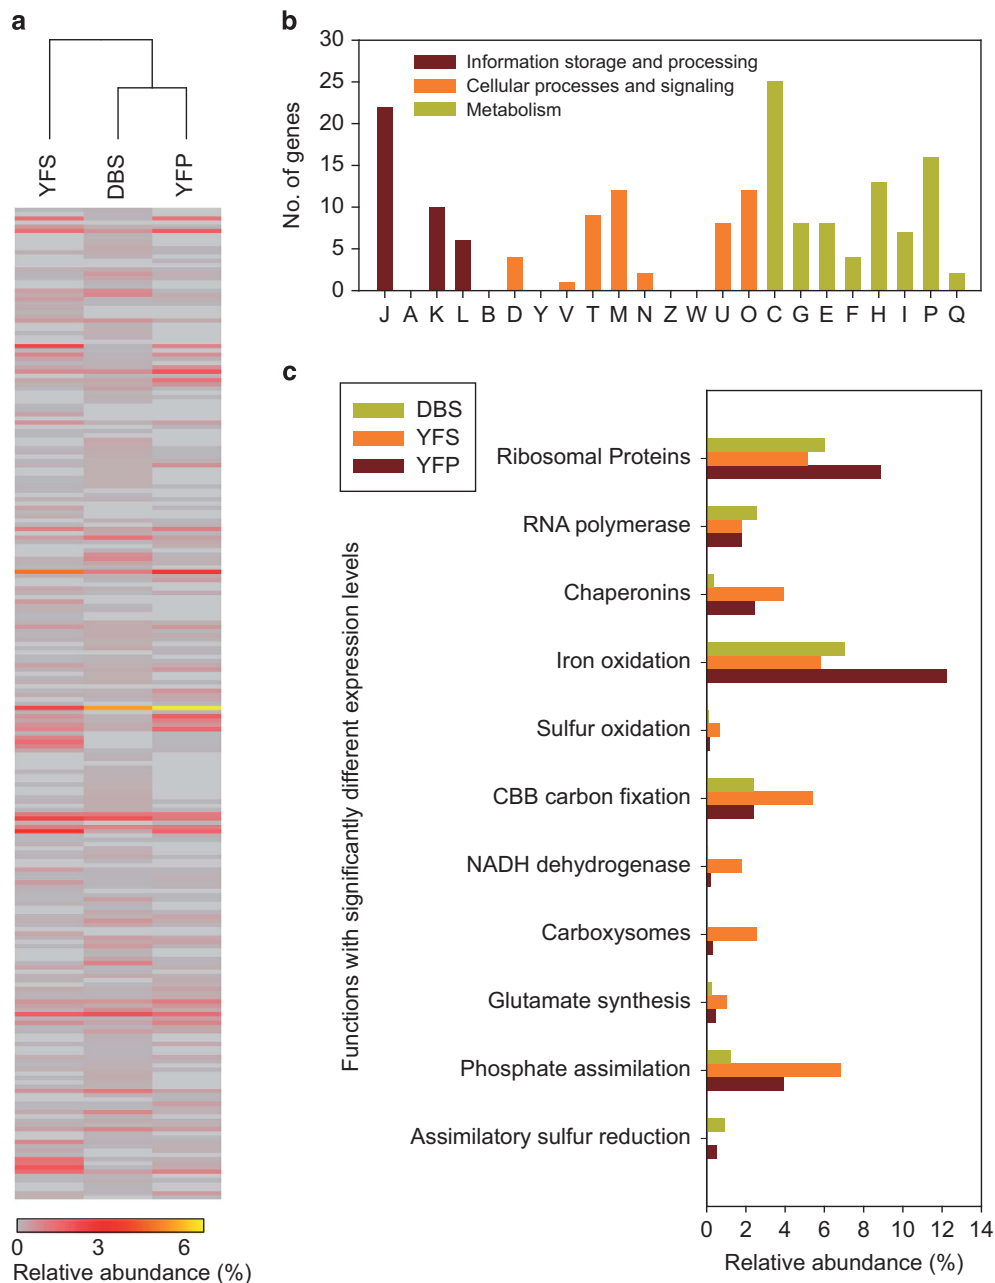 a
YFS DBS YFP
0 3 6
Relative abundance (%)
b
No. of genes
30
25
20
15
10
5
0
Information storage and processing
Cellular processes and signaling
Metabolism
J A K L B D Y V T M N Z W U O C G E F H I P Q
c
DBS
YFS
YFP
Functions with significantly different expression levels
Ribosomal Proteins
RNA polymerase
Chaperonins
Iron oxidation
Sulfur oxidation
CBB carbon fixation
NADH dehydrogenase
Carboxysomes
Glutamate synthesis
Phosphate assimilation
Assimilatory sulfur reduction
0 2 4 6 8 10 12 14
Relative abundance (%)